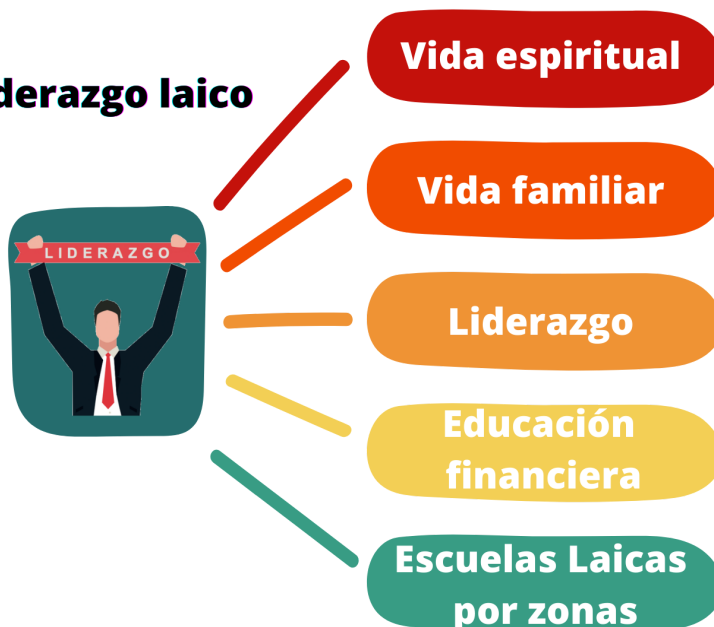 derazgo laico
LIDERAZGO
Vida espiritual
Vida familiar
Liderazgo
Educación
financiera
Escuelas Laicas
por zonas